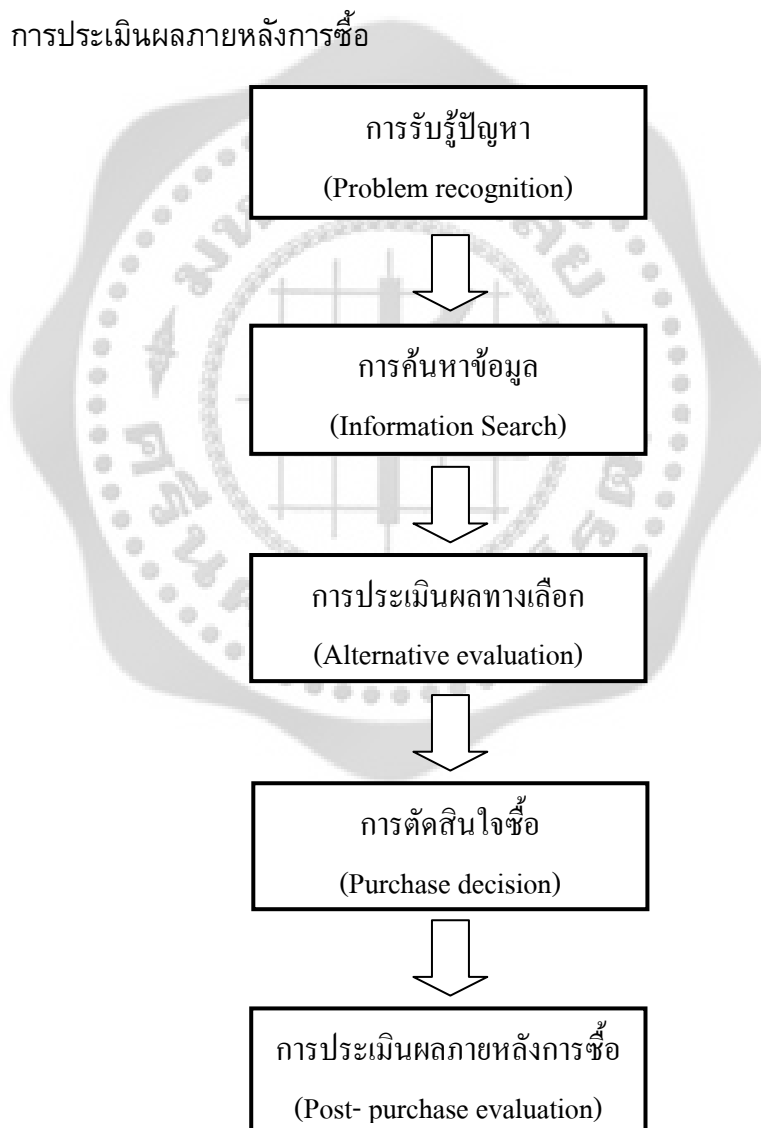 การประเมินผลภายหลังการซื้อ
การรับรู้ปัญหา
(Problem recognition)
การค้นหาข้อมูล
(Information Search)
การประเมินผลทางเลือก
(Alternative evaluation)
การตัดสินใจซื้อ
(Purchase decision)
การประเมินผลภายหลังการซื้อ
(Post- purchase evaluation)